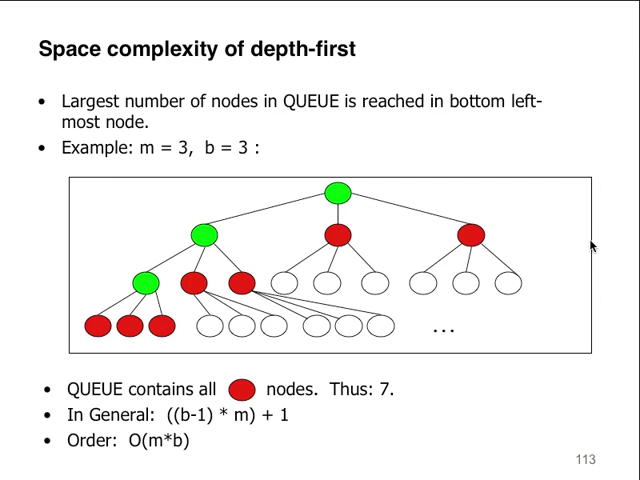 Space complexity of depth-first
• Largest number of nodes in QUEUE is reached in bottom left-
most node.
• Example: m = 3, b = 3 :
...
• QUEUE contains all nodes. Thus: 7.
• In General: ((b-1) * m) + 1
• Order: O(m*b)
113